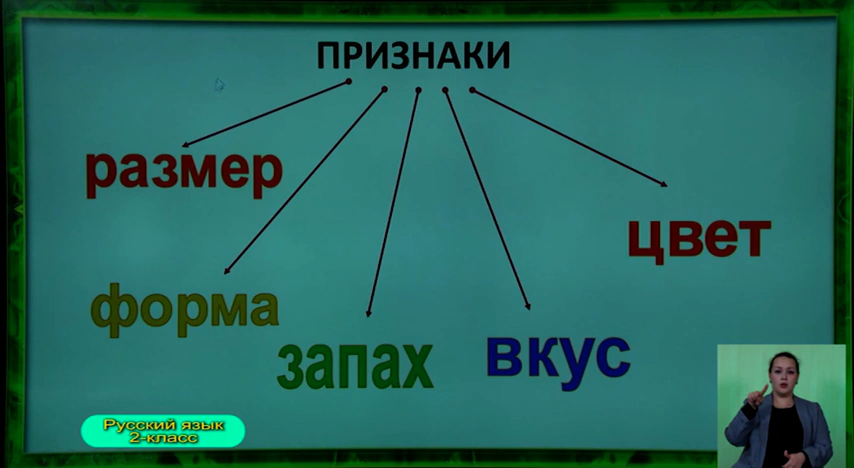 ПРИЗНАКИ
размер
цвет
форма
запах
вкус
Русский язык
2-класс